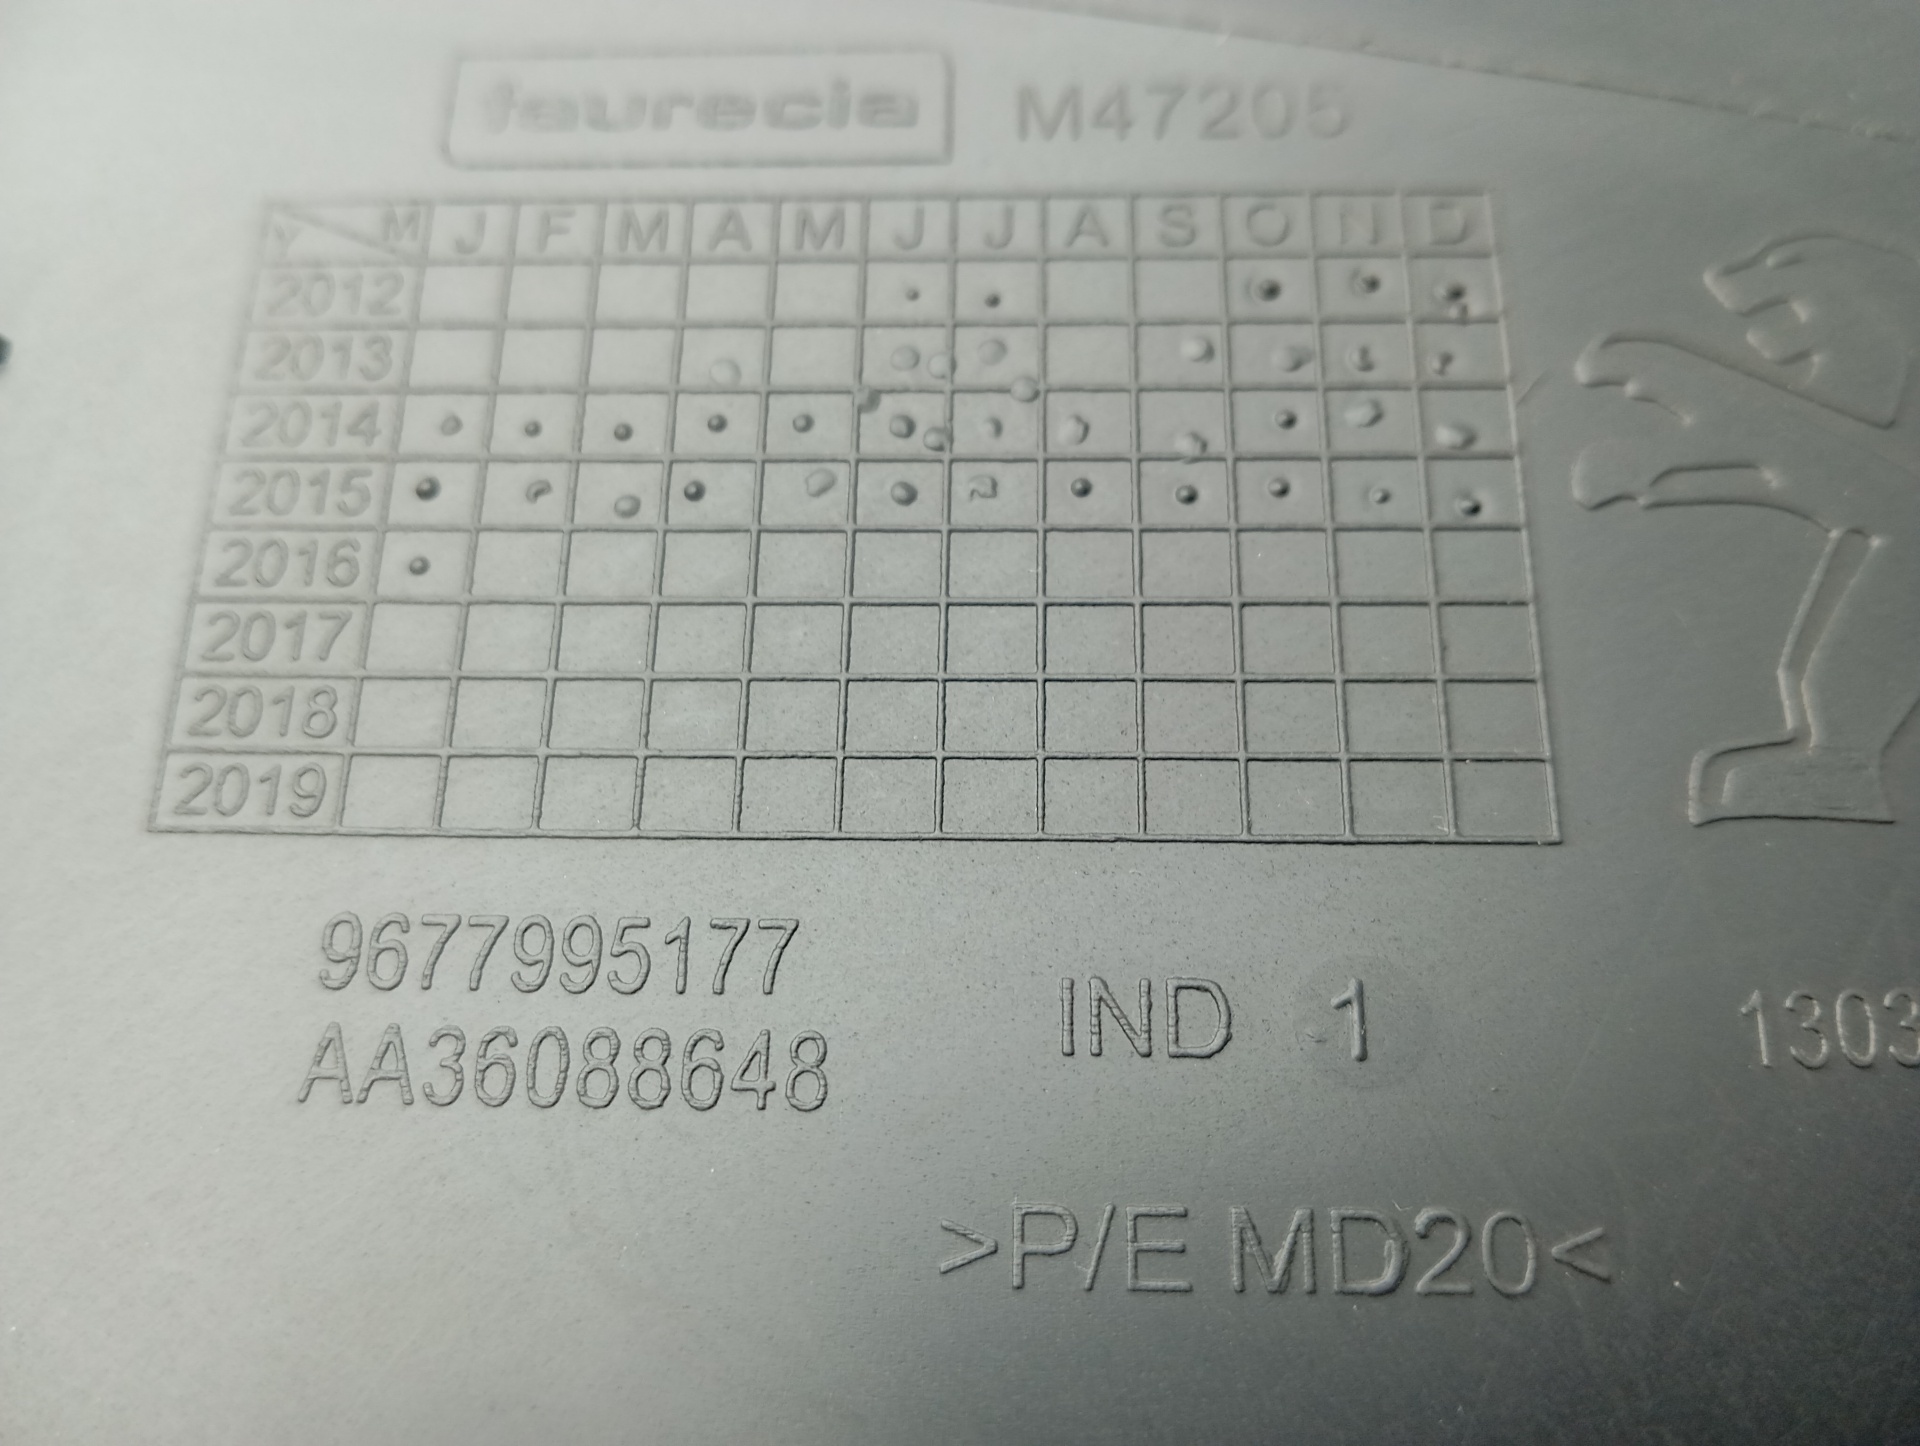 faurecia M47205
Y M J F M A M J J A S O N D
2012
2013
2014
2015
2016
2017
2018
2019
9677995177
AA36088648
IND 1
1303
>P/E MD20<